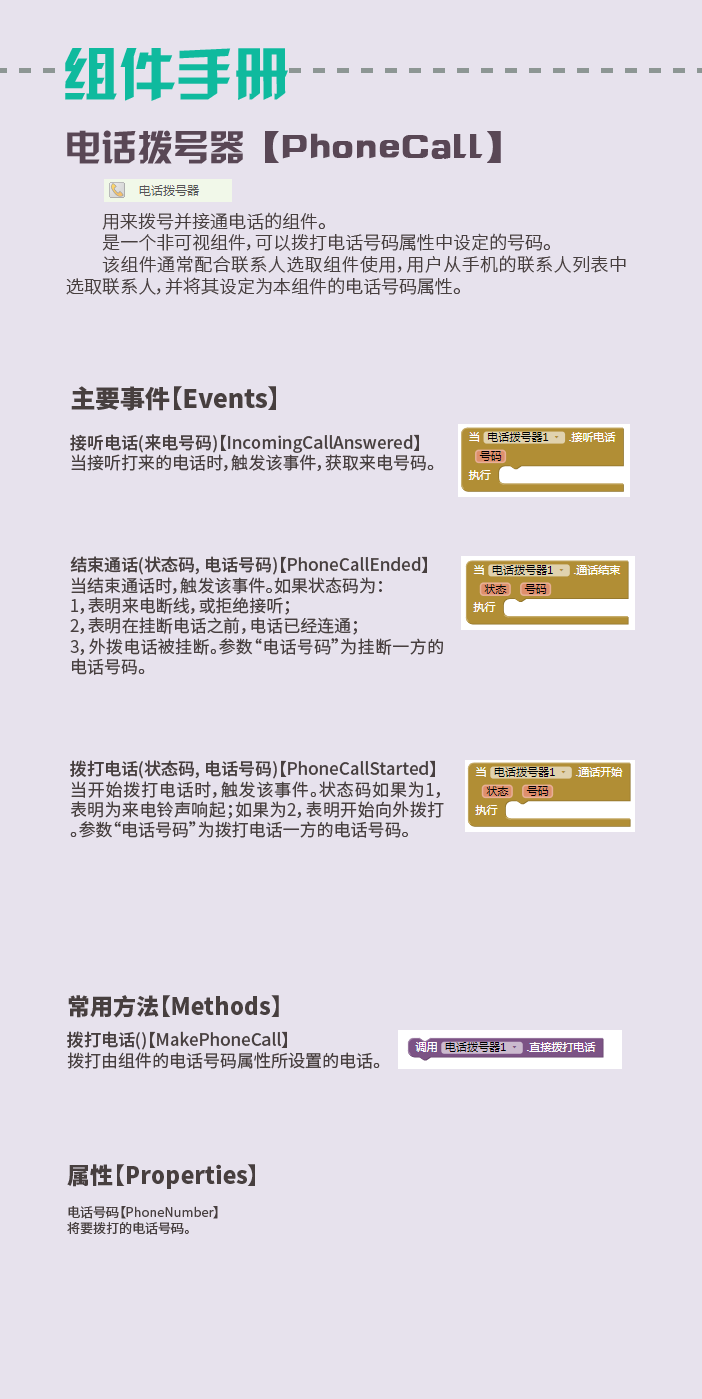 组件手册
电话拨号器【PhoneCall】
电话拨号器
用来拨号并接通电话的组件。
是一个非可视组件，可以拨打电话号码属性中设定的号码。
该组件通常配合联系人选取组件使用，用户从手机的联系人列表中
选取联系人，并将其设定为本组件的电话号码属性。
主要事件【Events】
接听电话(来电号码)【IncomingCallAnswered】
当接听打来的电话时，触发该事件，获取来电号码。
当 电话拨号器1 .接听电话
号码
执行
结束通话(状态码, 电话号码)【PhoneCallEnded】
当结束通话时，触发该事件。如果状态码为：
1，表明来电断线，或拒绝接听；
2，表明在挂断电话之前，电话已经连通；
3，外拨电话被挂断。参数“电话号码”为挂断一方的
电话号码。
当 电话拨号器1 .通话结束
状态 号码
执行
拨打电话(状态码, 电话号码)【PhoneCallStarted】
当开始拨打电话时，触发该事件。状态码如果为1，
表明为来电铃声响起；如果为2，表明开始向外拨打
。参数“电话号码”为拨打电话一方的电话号码。
当 电话拨号器1 .通话开始
状态 号码
执行
常用方法【Methods】
拨打电话()【MakePhoneCall】
拨打由组件的电话号码属性所设置的电话。
调用 电话拨号器1 .直接拨打电话
属性【Properties】
电话号码【PhoneNumber】
将要拨打的电话号码。